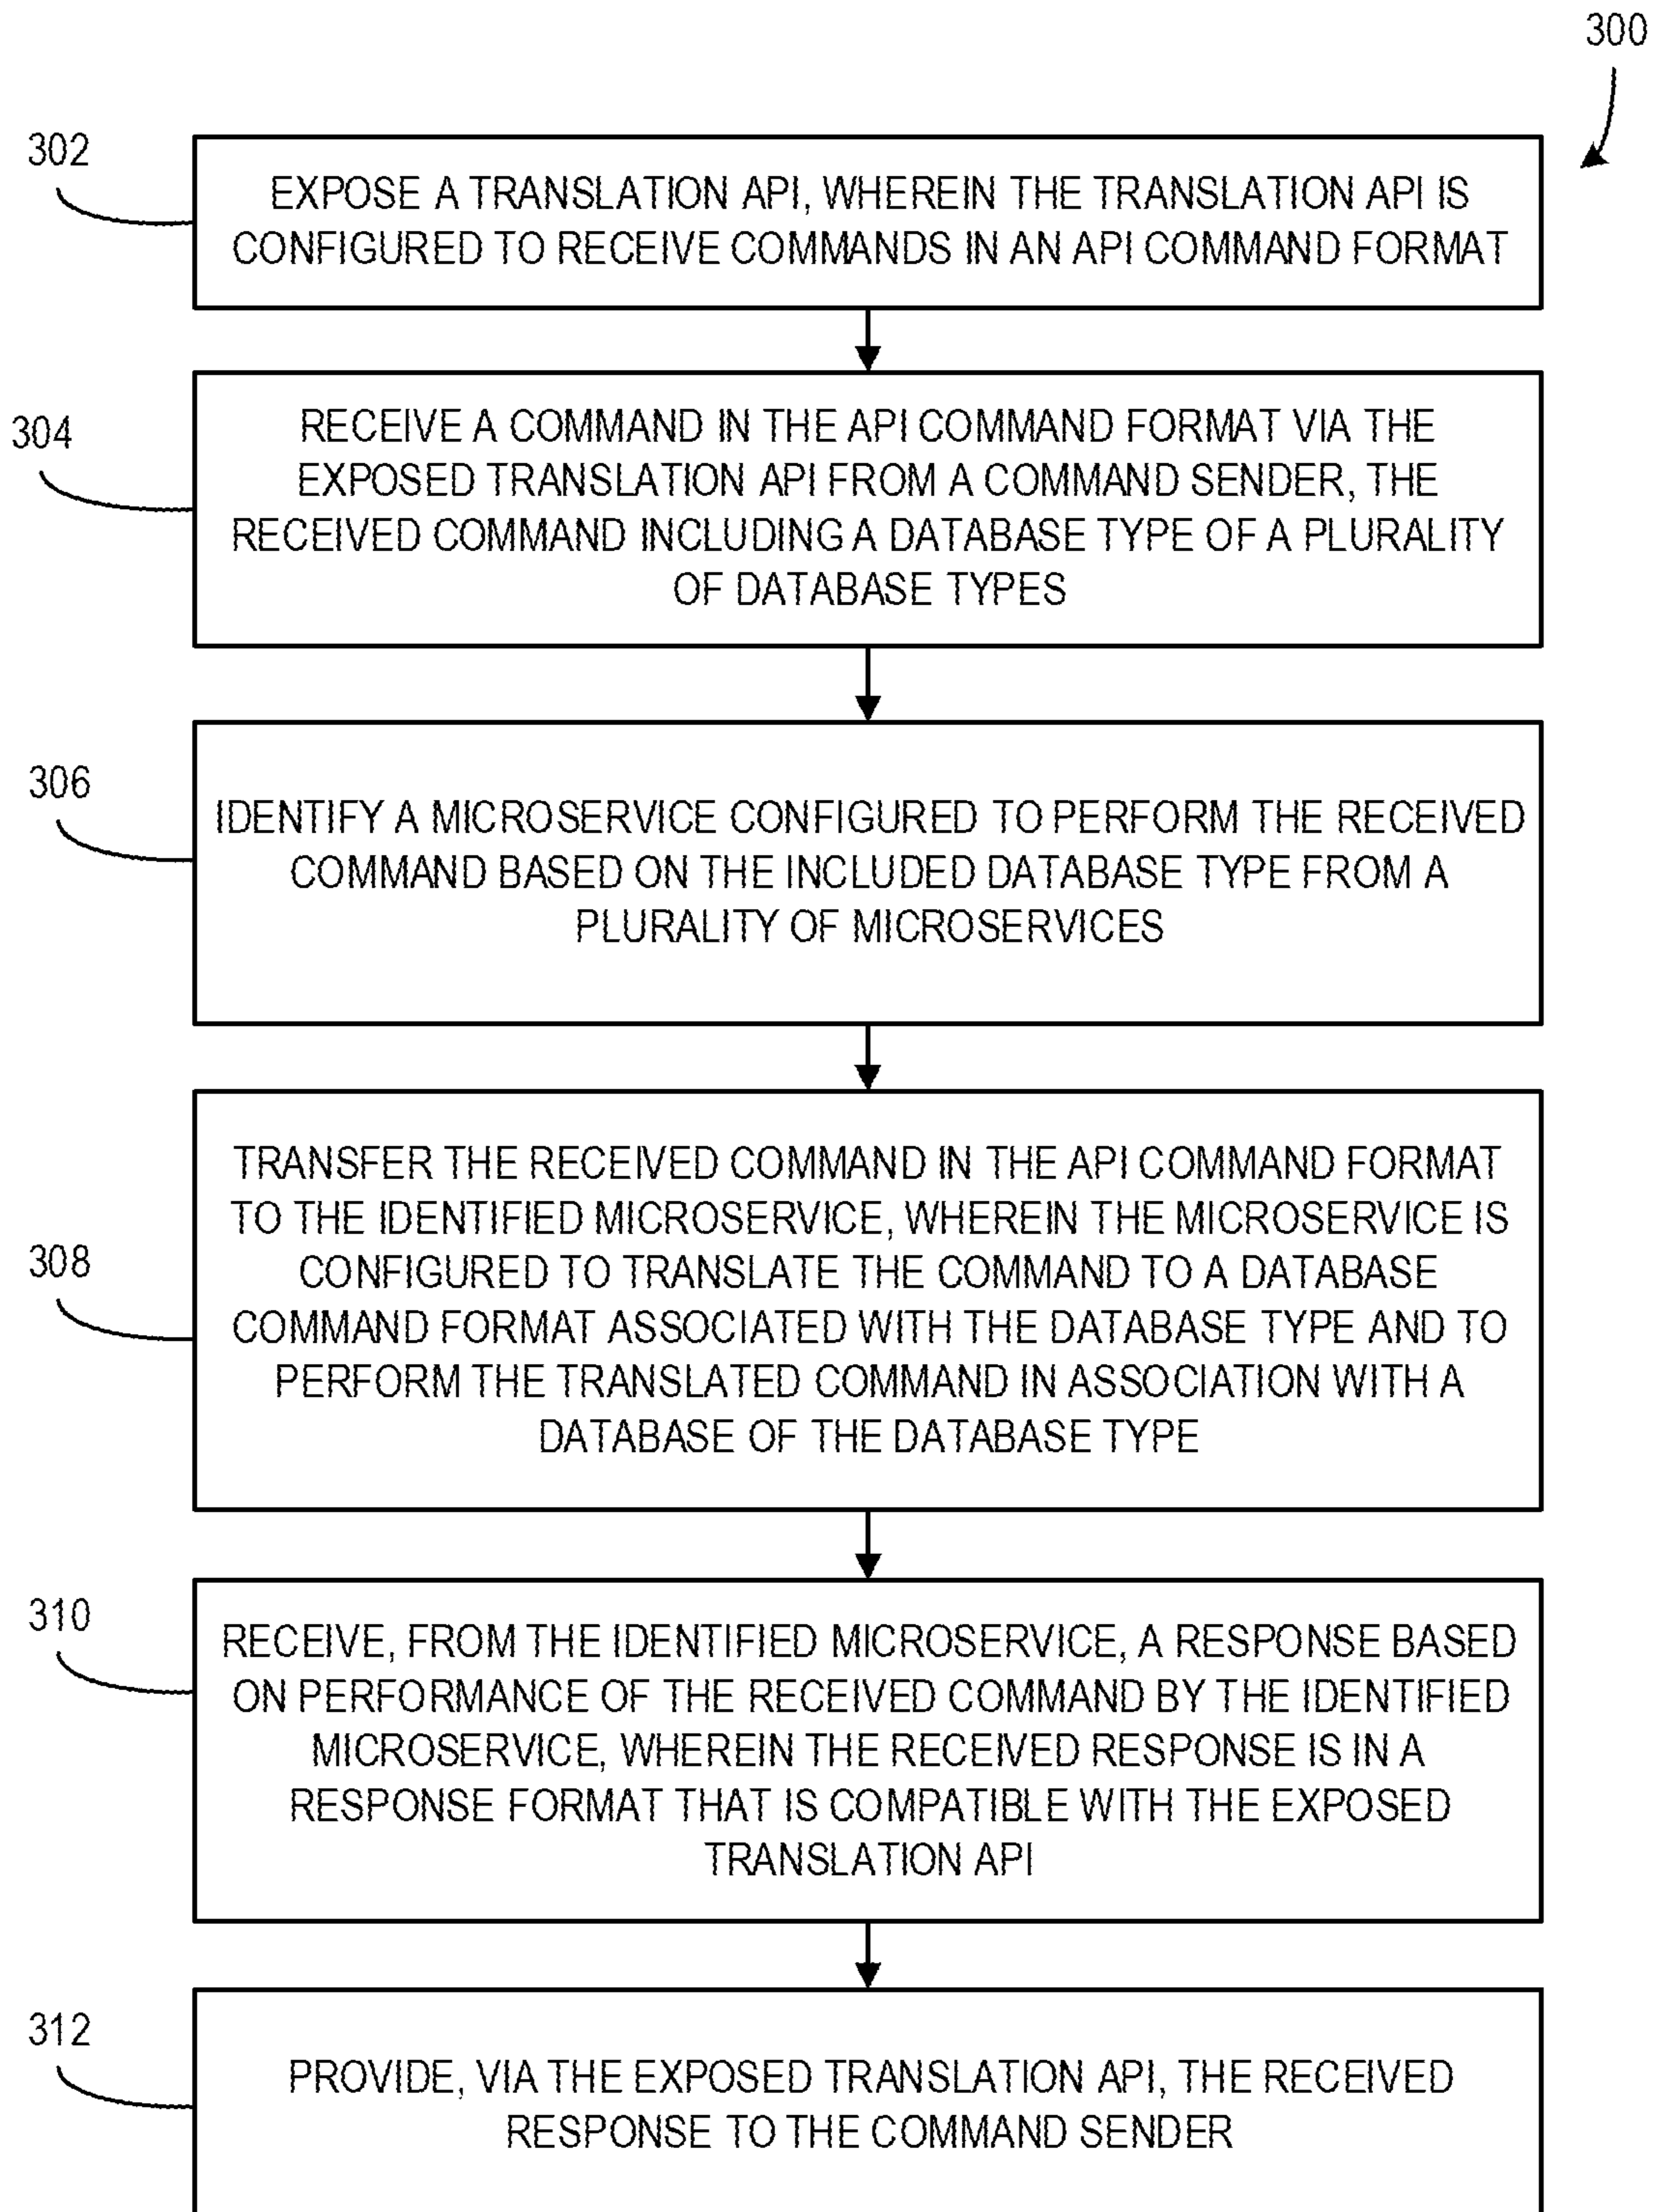 300
302
EXPOSE A TRANSLATION API, WHEREIN THE TRANSLATION API IS
CONFIGURED TO RECEIVE COMMANDS IN AN API COMMAND FORMAT
304
RECEIVE A COMMAND IN THE API COMMAND FORMAT VIA THE
EXPOSED TRANSLATION API FROM A COMMAND SENDER, THE
RECEIVED COMMAND INCLUDING A DATABASE TYPE OF A PLURALITY
OF DATABASE TYPES
306
IDENTIFY A MICROSERVICE CONFIGURED TO PERFORM THE RECEIVED
COMMAND BASED ON THE INCLUDED DATABASE TYPE FROM A
PLURALITY OF MICROSERVICES
308
TRANSFER THE RECEIVED COMMAND IN THE API COMMAND FORMAT
TO THE IDENTIFIED MICROSERVICE, WHEREIN THE MICROSERVICE IS
CONFIGURED TO TRANSLATE THE COMMAND TO A DATABASE
COMMAND FORMAT ASSOCIATED WITH THE DATABASE TYPE AND TO
PERFORM THE TRANSLATED COMMAND IN ASSOCIATION WITH A
DATABASE OF THE DATABASE TYPE
310
RECEIVE, FROM THE IDENTIFIED MICROSERVICE, A RESPONSE BASED
ON PERFORMANCE OF THE RECEIVED COMMAND BY THE IDENTIFIED
MICROSERVICE, WHEREIN THE RECEIVED RESPONSE IS IN A
RESPONSE FORMAT THAT IS COMPATIBLE WITH THE EXPOSED
TRANSLATION API
312
PROVIDE, VIA THE EXPOSED TRANSLATION API, THE RECEIVED
RESPONSE TO THE COMMAND SENDER